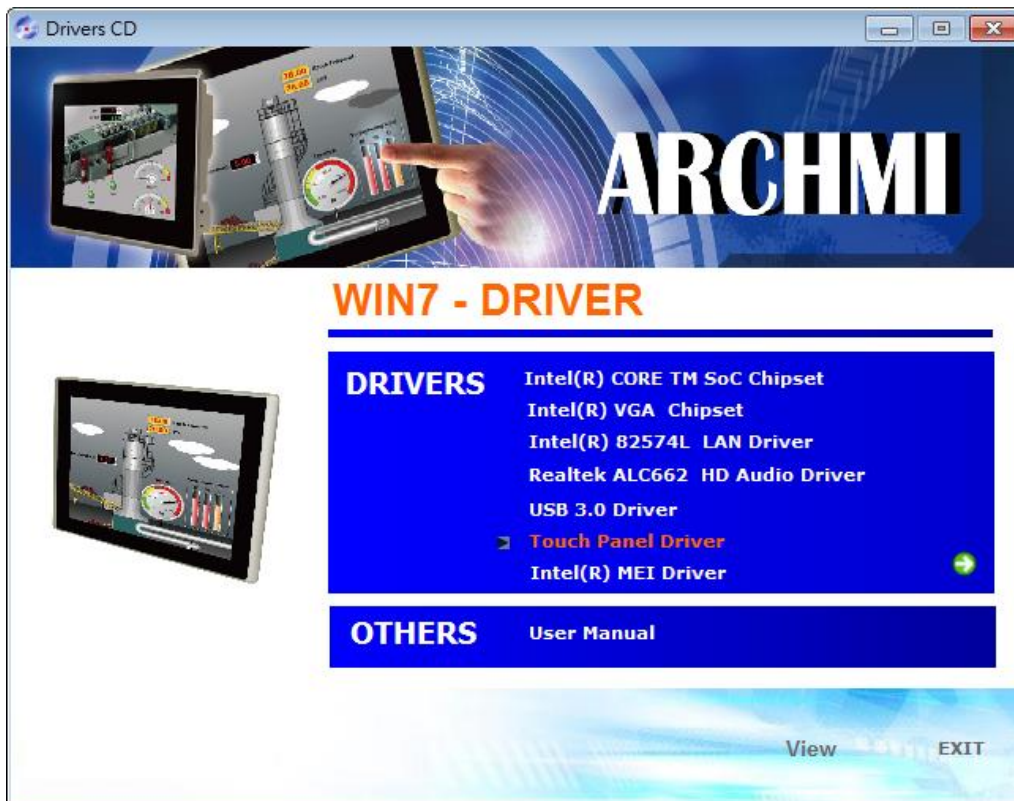 Drivers CD
ARCHMI
WIN7 - DRIVER
DRIVERS
Intel(R) CORE TM SoC Chipset
Intel(R) VGA Chipset
Intel(R) 82574L LAN Driver
Realtek ALC662 HD Audio Driver
USB 3.0 Driver
Touch Panel Driver
Intel(R) MEI Driver
OTHERS
User Manual
View
EXIT